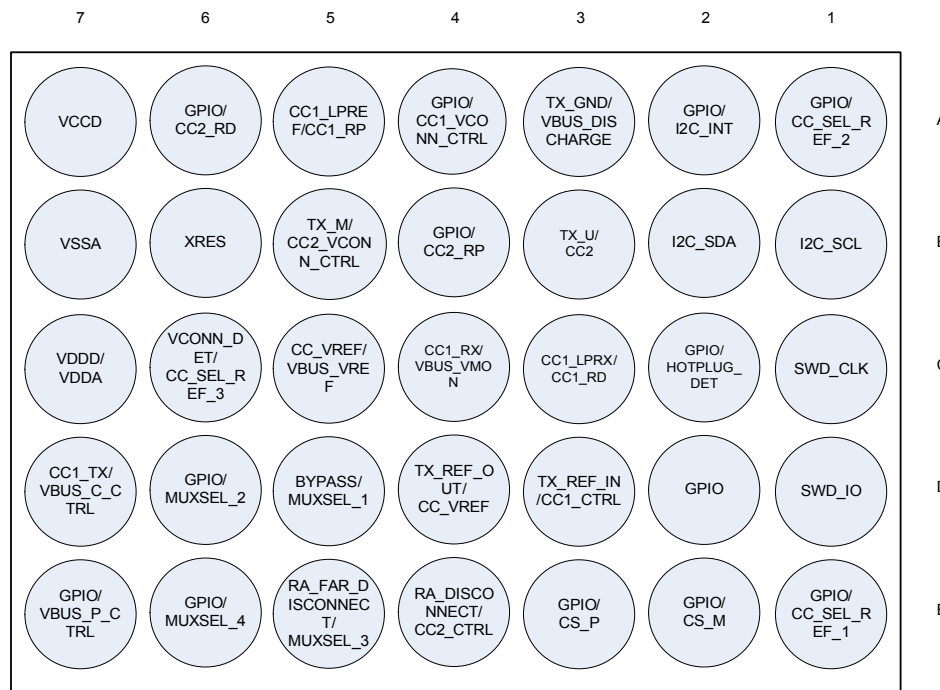 7 6 5 4 3 2 1
VCCD
GPIO/
CC2_RD
CC1_LPRE
F/CC1_RP
GPIO/
CC1_VCO
NN_CTRL
TX_GND/
VBUS_DIS
CHARGE
GPIO/
I2C_INT
GPIO/
CC_SEL_R
EF_2
VSSA
XRES
TX_M/
CC2_VCON
N_CTRL
GPIO/
CC2_RP
TX_U/
CC2
I2C_SDA
I2C_SCL
VDDD/
VDDA
VCONN_D
ET/
CC_SEL_R
EF_3
CC_VREF/
VBUS_VRE
F
CC1_RX/
VBUS_VMO
N
CC1_LPRX/
CC1_RD
GPIO/
HOTPLUG_
DET
SWD_CLK
CC1_TX/
VBUS_C_C
TRL
GPIO/
MUXSEL_2
BYPASS/
MUXSEL_1
TX_REF_O
UT/
CC_VREF
TX_REF_IN
/CC1_CTRL
GPIO
SWD_IO
GPIO/
VBUS_P_C
TRL
GPIO/
MUXSEL_4
RA_FAR_D
ISCONNEC
T/
MUXSEL_3
RA_DISCO
NNECT/
CC2_CTRL
GPIO/
CS_P
GPIO/
CS_M
GPIO/
CC_SEL_R
EF_1